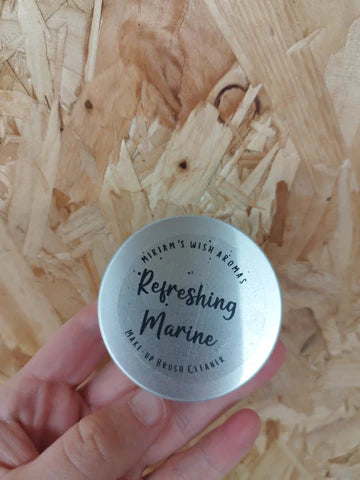 Miriam's Wish Aromas
Refreshing
Marine
Make-up Brush Cleaner